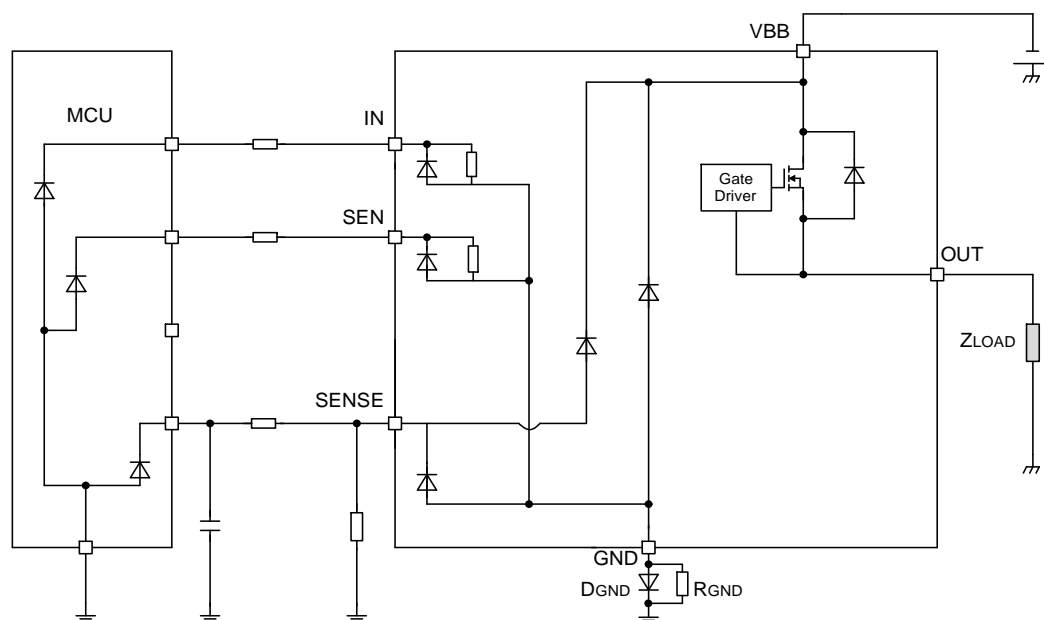 VBB
MCU
IN
Gate
Driver
SEN
OUT
ZLOAD
SENSE
GND
DGND
RGND